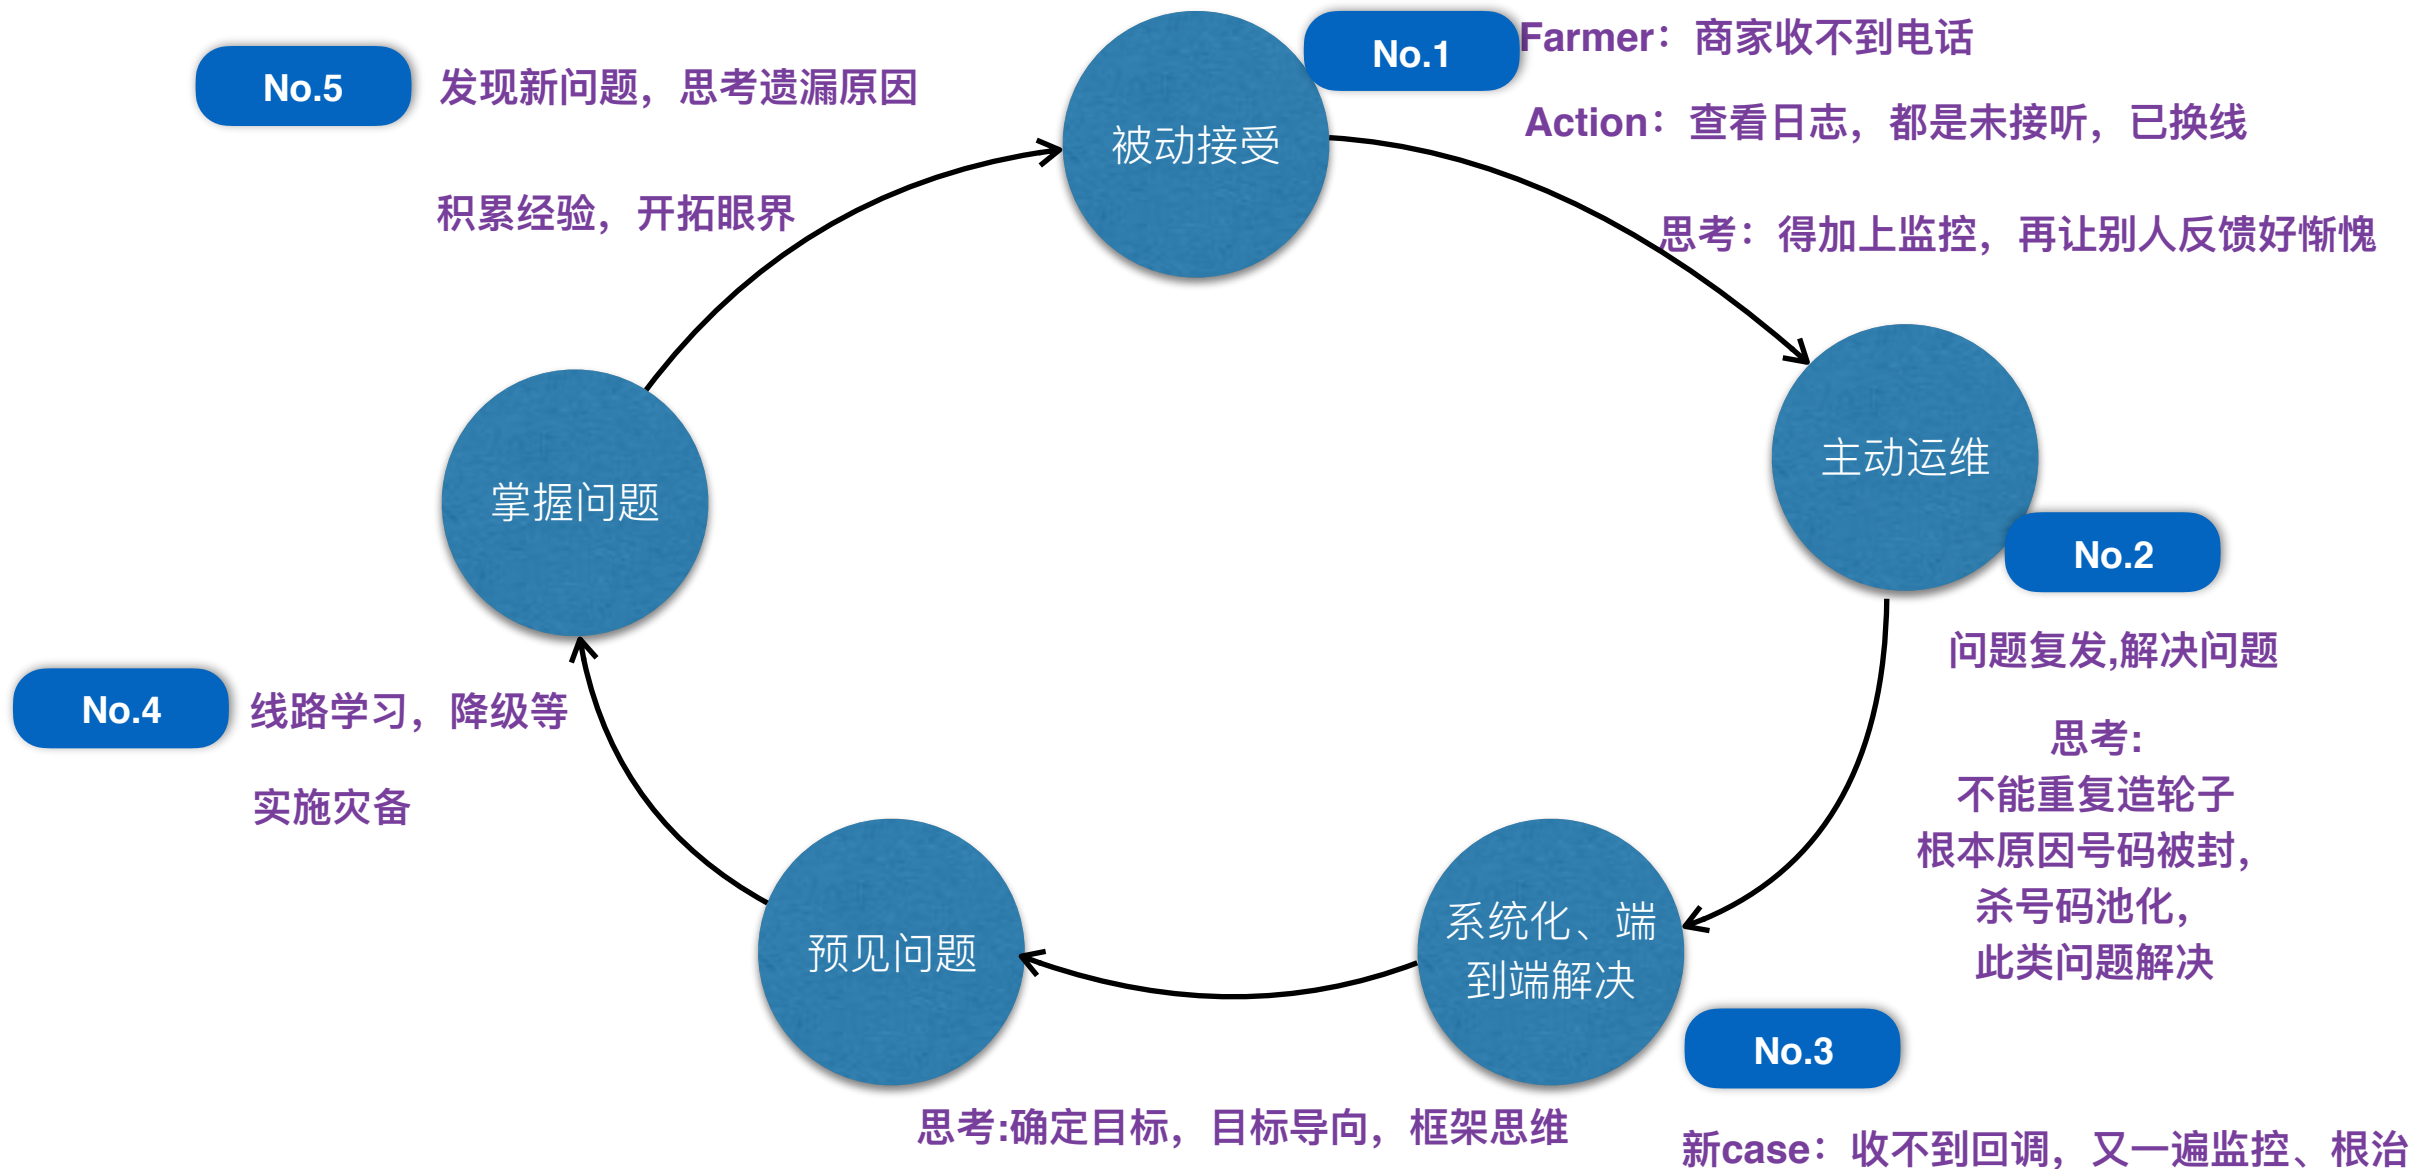 No.1
Farmer：商家收不到电话
Action：查看日志，都是未接听，已换线
思考：得加上监控，再让别人反馈好惭愧
被动接受
主动运维
No.2
问题复发,解决问题
思考:
不能重复造轮子
根本原因号码被封，
杀号码池化，
此类问题解决
系统化、端
到端解决
No.3
新case：收不到回调，又一遍监控、根治
思考:确定目标，目标导向，框架思维
预见问题
No.4
线路学习，降级等
实施灾备
掌握问题
No.5
发现新问题，思考遗漏原因
积累经验，开拓眼界